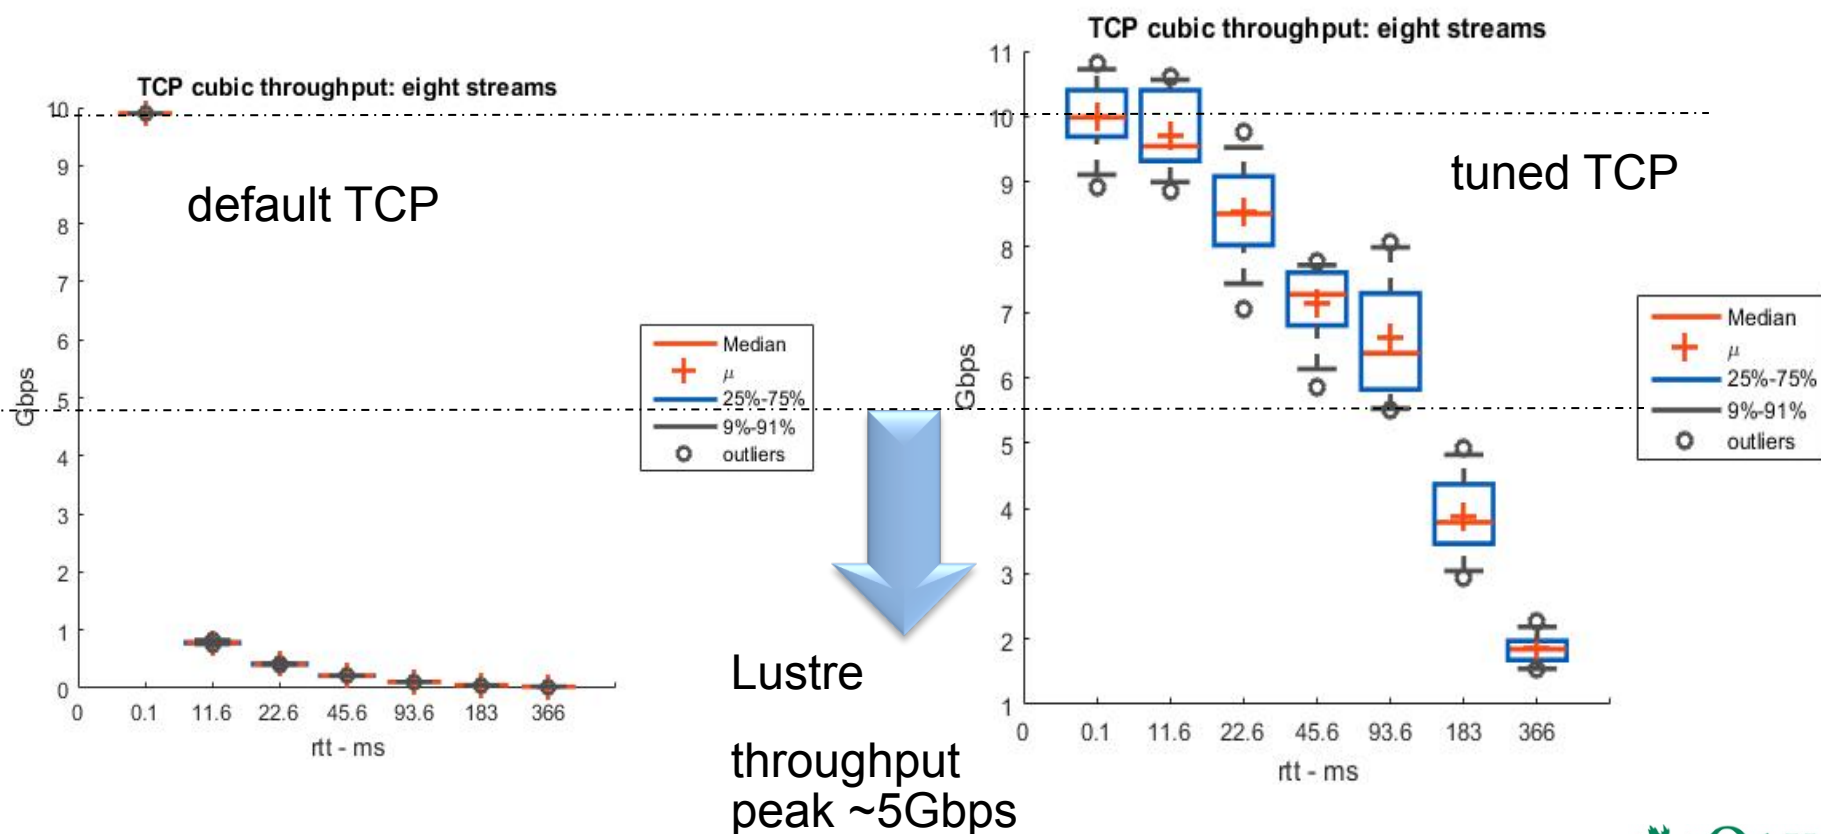 TCP cubic throughput: eight streams
10
9
8
7
6
5
4
3
2
1
0
Gbps
0 0.1 11.6 22.6 45.6 93.6 183 366
rtt - ms
default TCP
Median
μ
25%-75%
9%-91%
outliers
Lustre
throughput
peak ~5Gbps
TCP cubic throughput: eight streams
11
10
9
8
7
6
5
4
3
2
1
Gbps
0 0.1 11.6 22.6 45.6 93.6 183 366
rtt - ms
tuned TCP
Median
μ
25%-75%
9%-91%
outliers